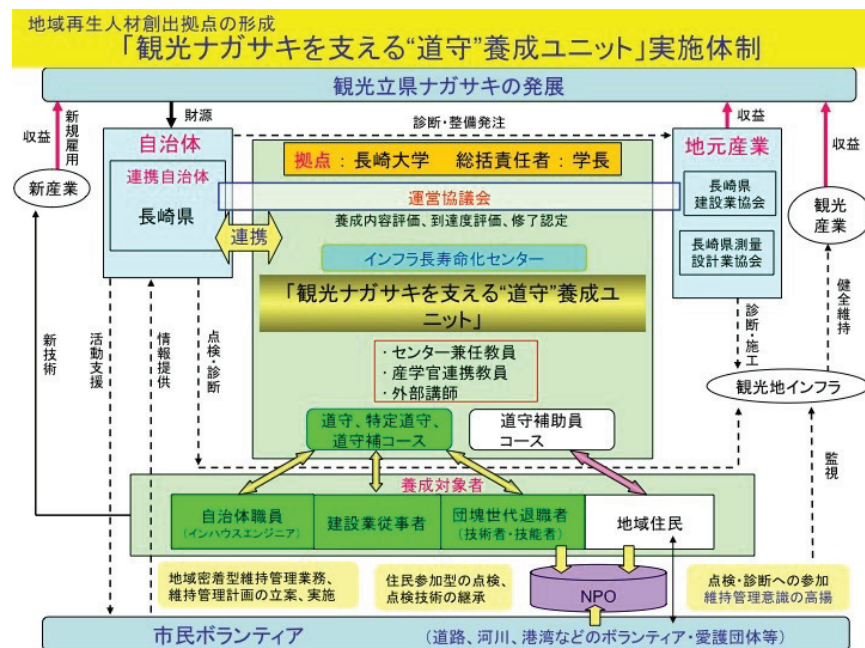 地域再生人材創出拠点の形成
「観光ナガサキを支える“道守”養成ユニット」実施体制
観光立県ナガサキの発展
収益
新規雇用
財源
診断・整備発注
収益
収益
新産業
自治体
連携自治体
長崎県
拠点：長崎大学　総括責任者：学長
運営協議会
養成内容評価、到達度評価、修了認定
連携
インフラ長寿命化センター
「観光ナガサキを支える“道守”養成ユ
ニット」
・センター兼任教員
・産学官連携教員
・外部講師
地元産業
長崎県
建設業協会
長崎県測量
設計業協会
観光
産業
健全維持
診断・施工
観光地インフラ
監視
新技術
活動支援
情報提供
点検・診断
道守、特定道守、
道守補コース
道守補助員
コース
養成対象者
自治体職員
（インハウスエンジニア）
建設業従事者
団塊世代退職者
（技術者・技能者）
地域住民
地域密着型維持管理業務、
維持管理計画の立案、実施
住民参加型の点検、
点検技術の継承
NPO
点検・診断への参加
維持管理意識の高揚
市民ボランティア
（道路、河川、港湾などのボランティア・愛護団体等）